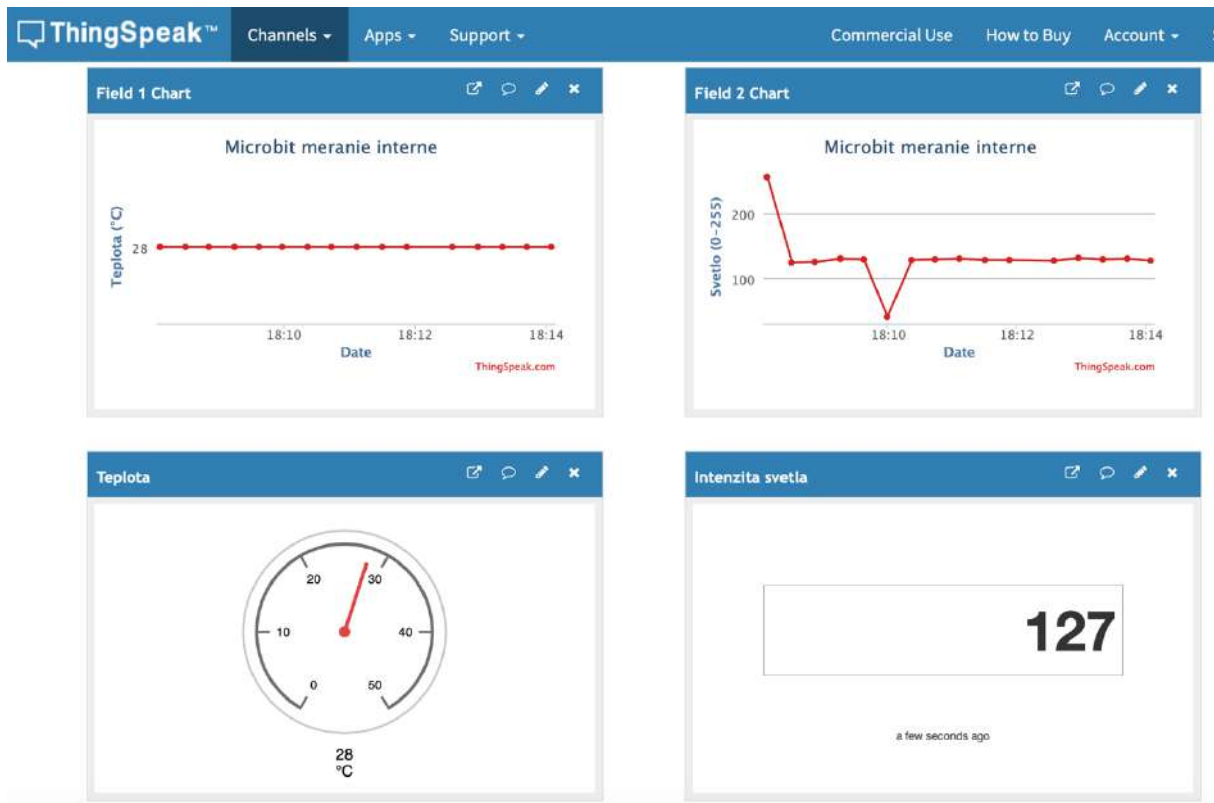 ThingSpeak™ Channels Apps Support Commercial Use How to Buy Account
Field 1 Chart
Microbit meranie interne
Teplota (°C)
28
18:10 18:12 18:14
Date
ThingSpeak.com
Field 2 Chart
Microbit meranie interne
Svetlo (0-255)
200
100
18:10 18:12 18:14
Date
ThingSpeak.com
Teplota
0 10 20 30 40 50
28
°C
Intenzita svetla
127
a few seconds ago